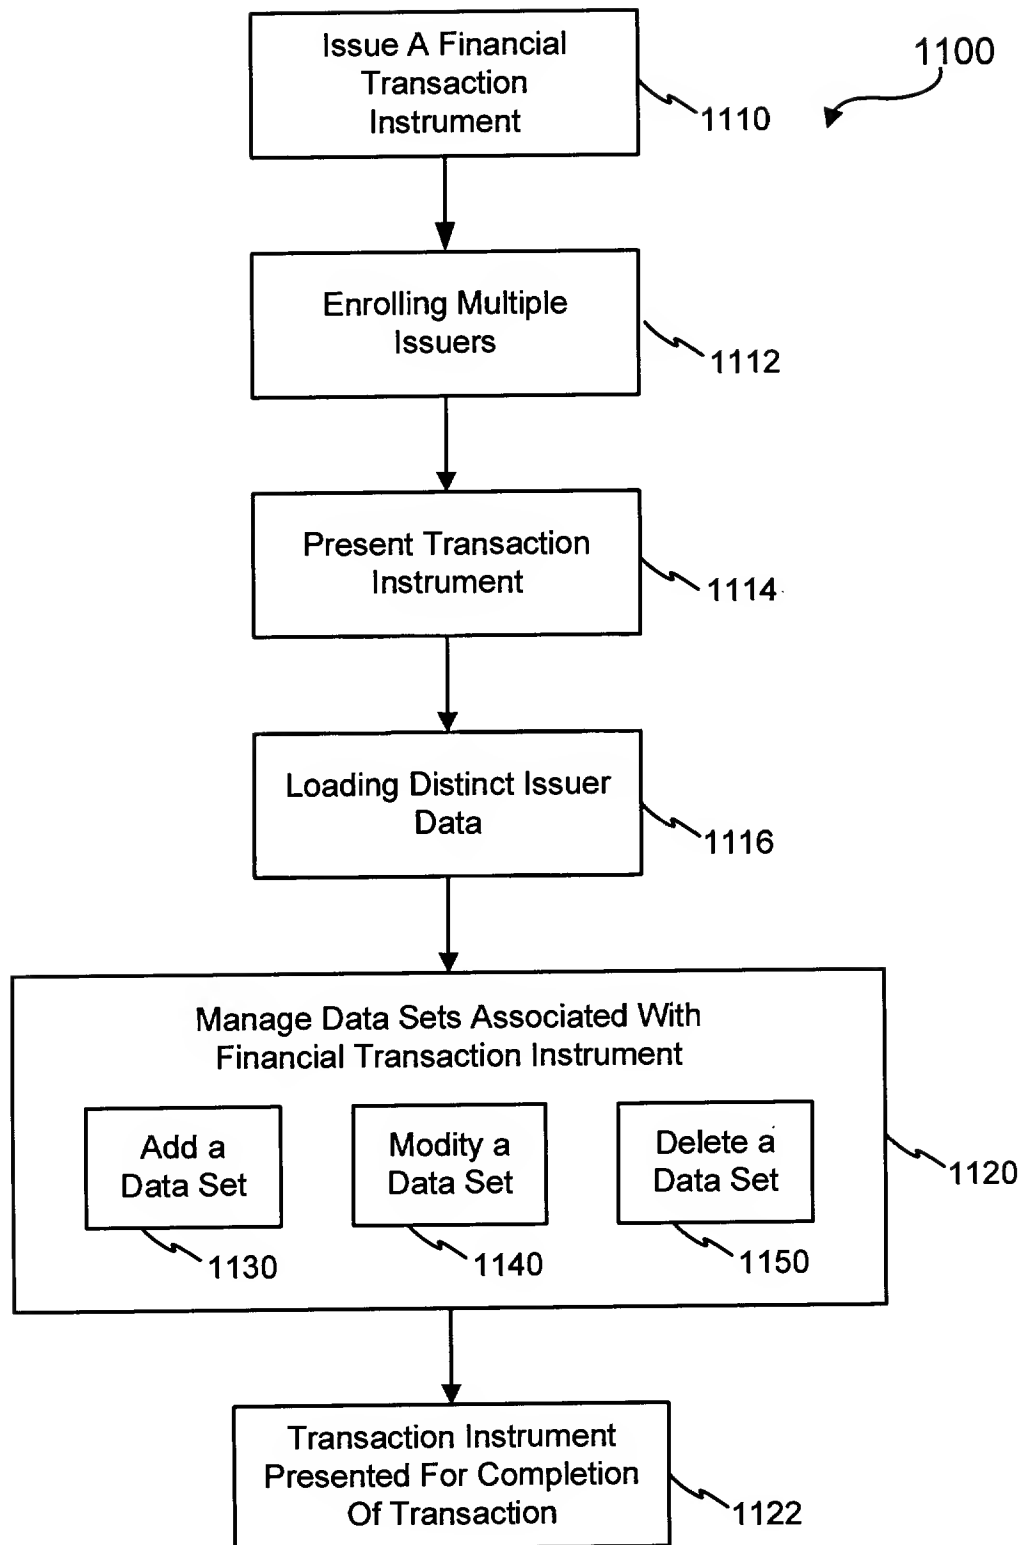 Issue A Financial
Transaction
Instrument
1100
1110
Enrolling Multiple
Issuers
1112
Present Transaction
Instrument
1114
Loading Distinct Issuer
Data
1116
Manage Data Sets Associated With
Financial Transaction Instrument
Add a
Data Set
Modity a
Data Set
Delete a
Data Set
1120
1130
1140
1150
Transaction Instrument
Presented For Completion
Of Transaction
1122